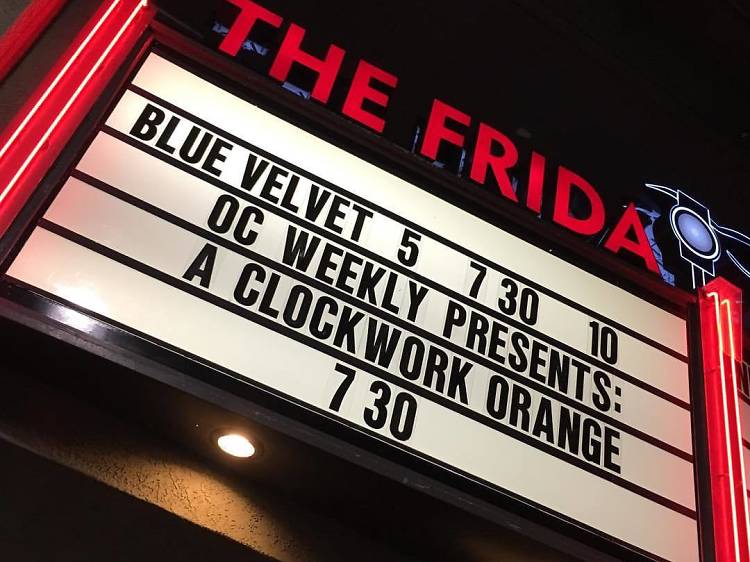 THE FRIDA
BLUE VELVET 5 7 30 10
OC WEEKLY PRESENTS:
A CLOCKWORK ORANGE
7 30